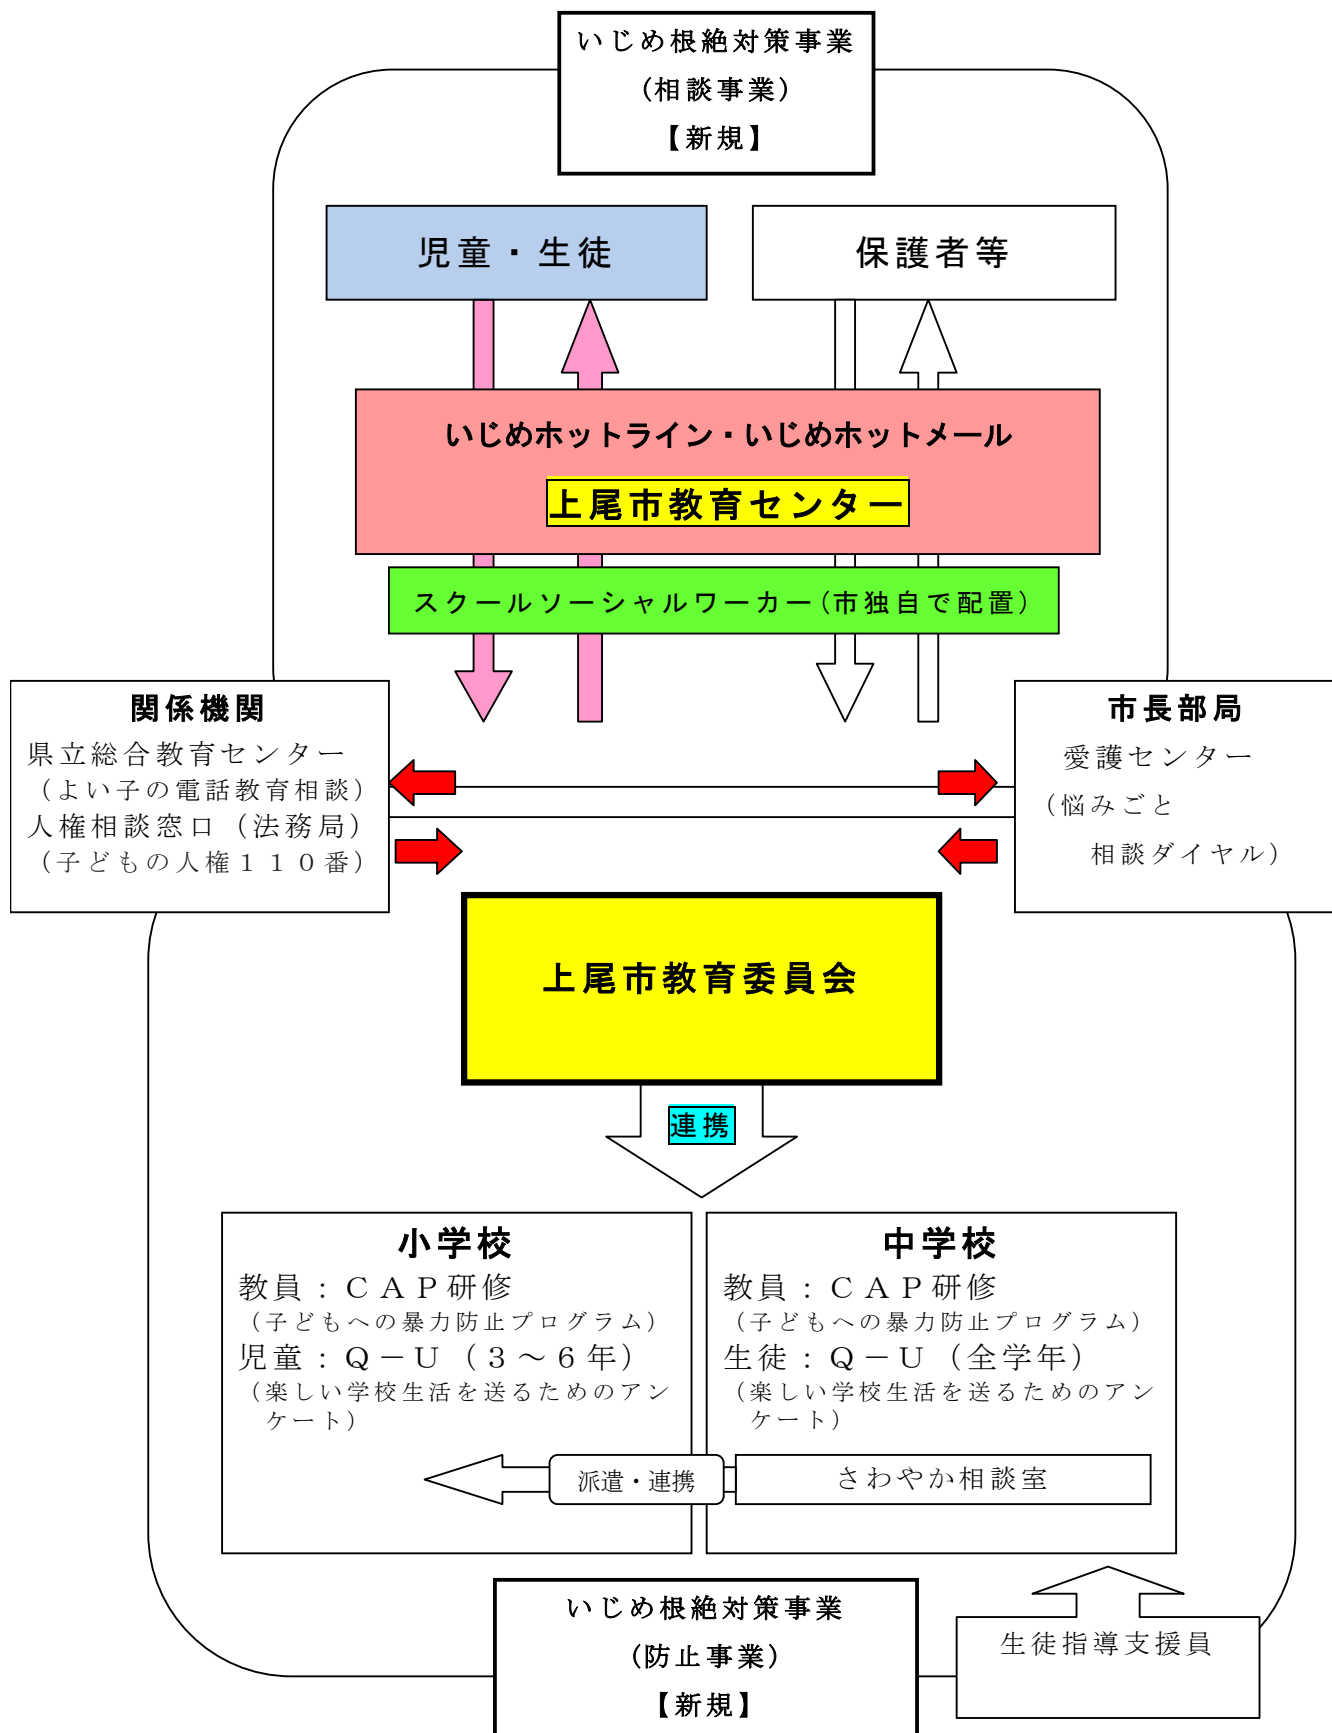 いじめ根絶対策事業
(相談事業)
【新規】
児童・生徒
保護者等
いじめホットライン・いじめホットメール
上尾市教育センター
スクールソーシャルワーカー(市独自で配置)
関係機関
県立総合教育センター
(よい子の電話教育相談)
人権相談窓口(法務局)
(子どもの人権110番)
市長部局
愛護センター
(悩みごと
相談ダイヤル)
上尾市教育委員会
連携
小学校
教員:CAP研修
(子どもへの暴力防止プログラム)
児童:Q-U(3~6年)
(楽しい学校生活を送るためのアン
ケート)
中学校
教員:CAP研修
(子どもへの暴力防止プログラム)
生徒:Q-U(全学年)
(楽しい学校生活を送るためのアン
ケート)
派遣・連携
さわやか相談室
いじめ根絶対策事業
(防止事業)
【新規】
生徒指導支援員